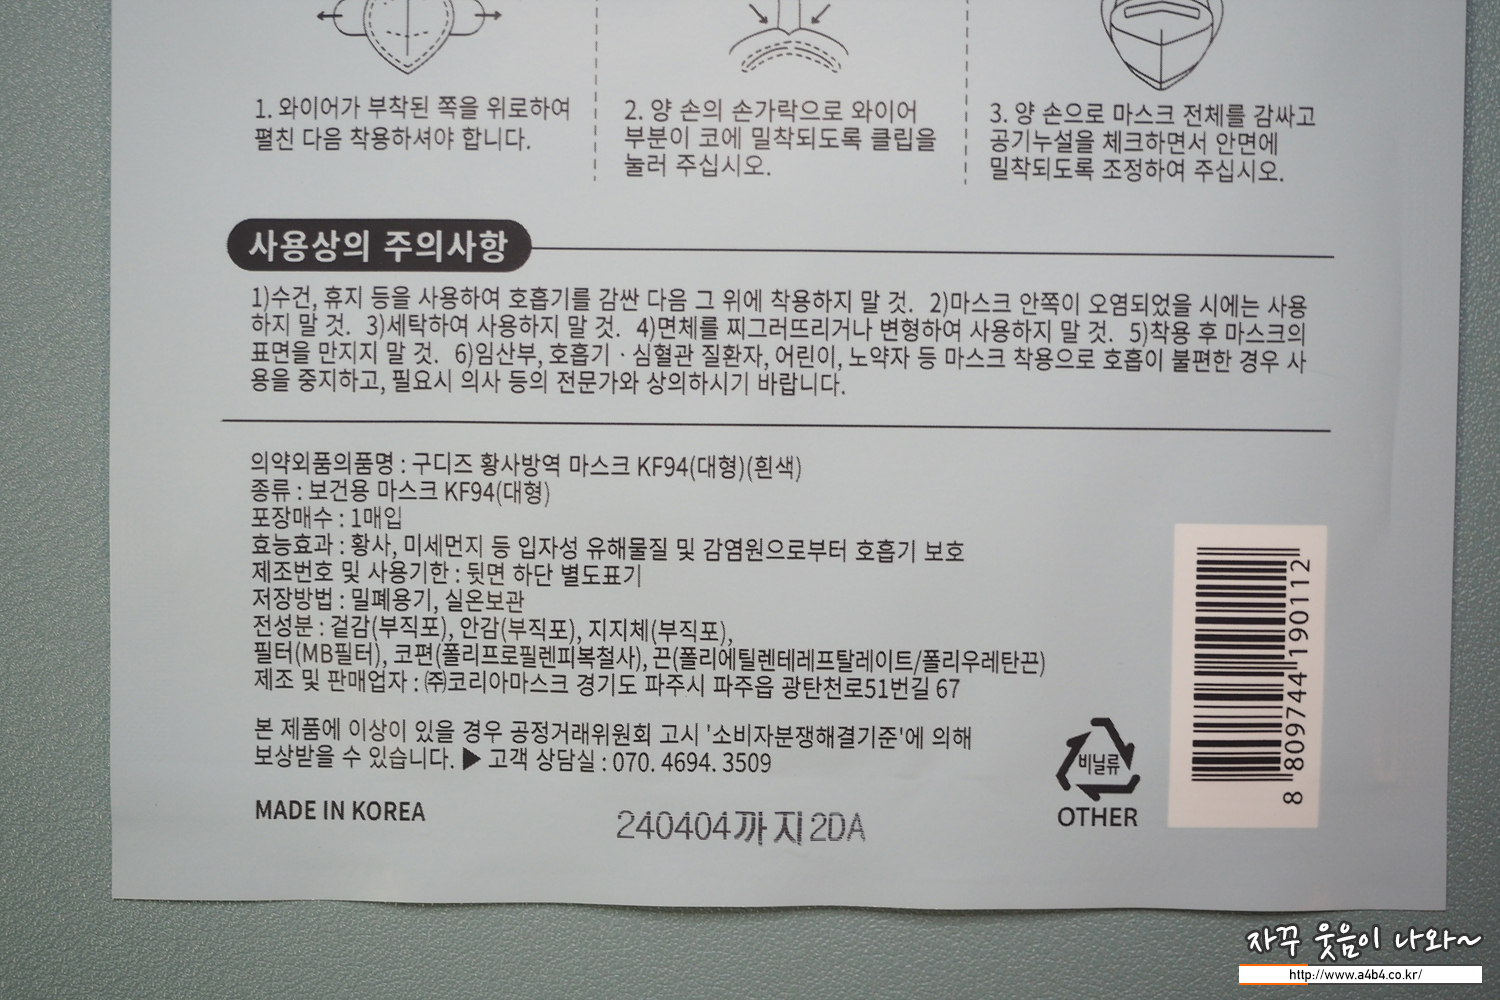 1. 와이어가 부착된 쪽을 위로하여
펼친 다음 착용하셔야 합니다.
2. 양 손의 손가락으로 와이어
부분이 코에 밀착되도록 클립을
눌러 주십시오.
3. 양 손으로 마스크 전체를 감싸고
공기누설을 체크하면서 안면에
밀착되도록 조정하여 주십시오.
사용상의 주의사항
1)수건, 휴지 등을 사용하여 호흡기를 감싼 다음 그 위에 착용하지 말 것. 2)마스크 안쪽이 오염되었을 시에는 사용
하지 말 것. 3)세탁하여 사용하지 말 것. 4)면체를 찌그러뜨리거나 변형하여 사용하지 말 것. 5)착용 후 마스크의
표면을 만지지 말 것. 6)임산부, 호흡기 · 심혈관 질환자, 어린이, 노약자 등 마스크 착용으로 호흡이 불편한 경우 사
용을 중지하고, 필요시 의사 등의 전문가와 상의하시기 바랍니다.
의약외품의품명 : 구디즈 황사방역 마스크 KF94(대형)(흰색)
종류 : 보건용 마스크 KF94(대형)
포장매수 : 1매입
효능효과 : 황사, 미세먼지 등 입자성 유해물질 및 감염원으로부터 호흡기 보호
제조번호 및 사용기한 : 뒷면 하단 별도표기
저장방법 : 밀폐용기, 실온보관
전성분 : 겉감(부직포), 안감(부직포), 지지체(부직포),
필터(MB필터), 코편(폴리프로필렌피복철사), 끈(폴리에틸렌테레프탈레이트/폴리우레탄끈)
제조 및 판매업자 : ㈜코리아마스크 경기도 파주시 파주읍 광탄천로51번길 67
본 제품에 이상이 있을 경우 공정거래위원회 고시 '소비자분쟁해결기준'에 의해
보상받을 수 있습니다. ▶ 고객 상담실 : 070. 4694. 3509
MADE IN KOREA
240404까지 2DA
비닐류
OTHER
8 809744 190112
자꾸 웃음이 나와~
http://www.a4b4.co.kr/